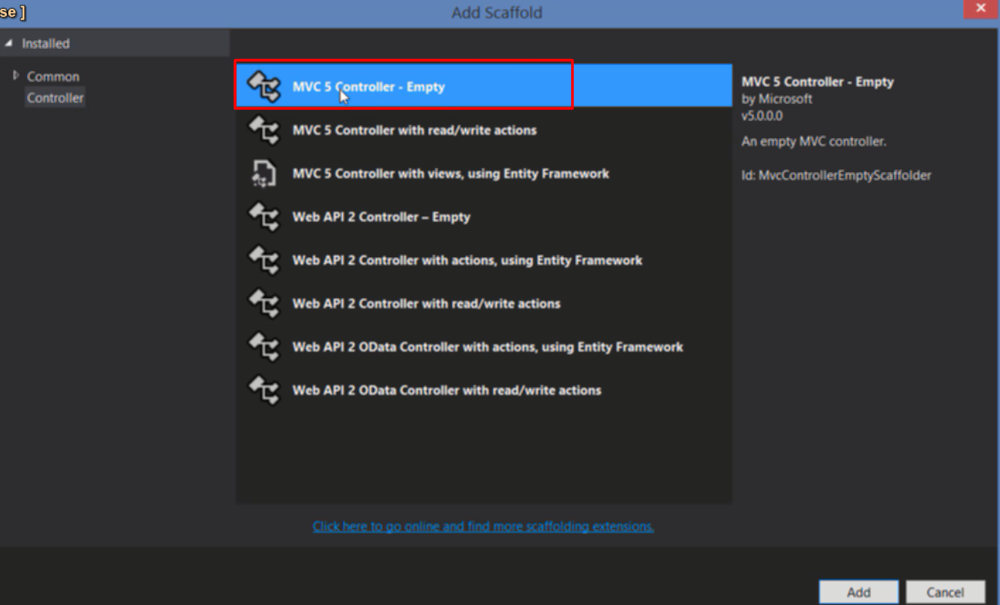 se ]
Add Scaffold
Installed
Common
Controller
MVC 5 Controller - Empty
MVC 5 Controller with read/write actions
MVC 5 Controller with views, using Entity Framework
Web API 2 Controller – Empty
Web API 2 Controller with actions, using Entity Framework
Web API 2 Controller with read/write actions
Web API 2 OData Controller with actions, using Entity Framework
Web API 2 OData Controller with read/write actions
Click here to go online and find more scaffolding extensions.
MVC 5 Controller - Empty
by Microsoft
v5.0.0.0
An empty MVC controller.
Id: MvcControllerEmptyScaffolder
Add
Cancel